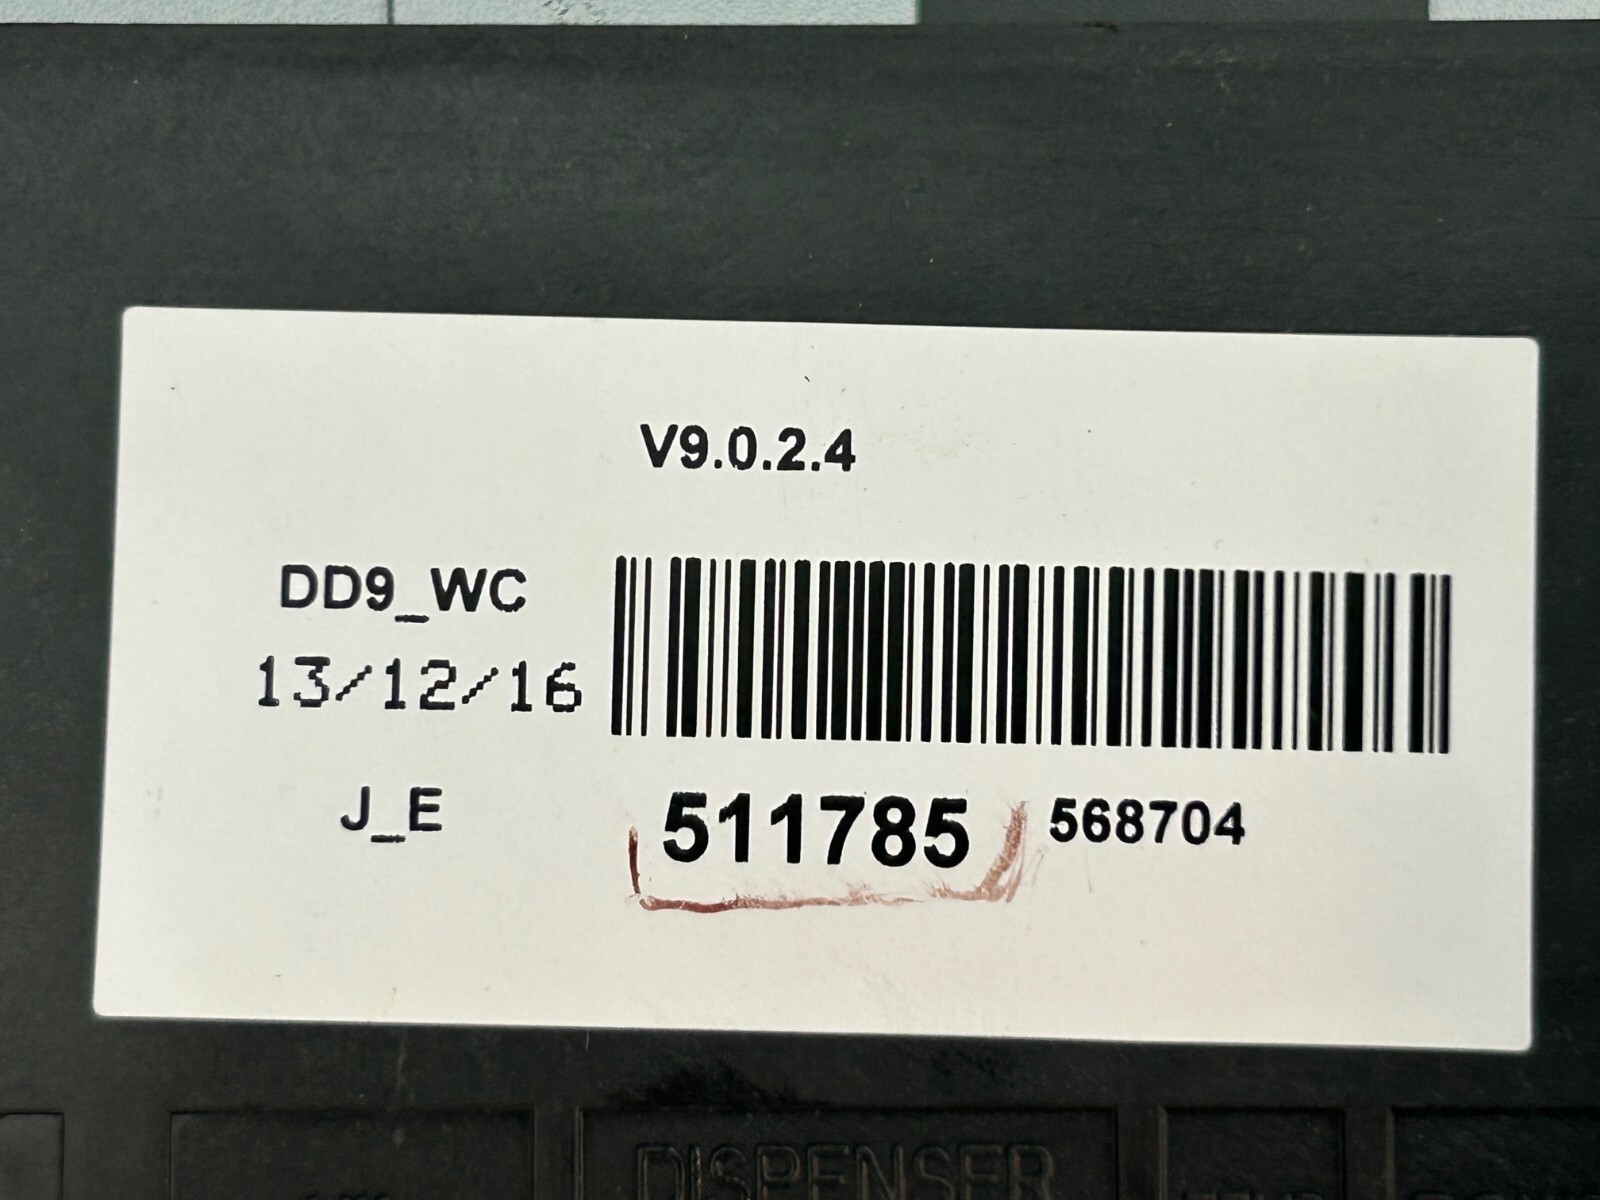 V9.0.2.4
DD9_WC
13/12/16
J_E 511785 568704
DISPENSER